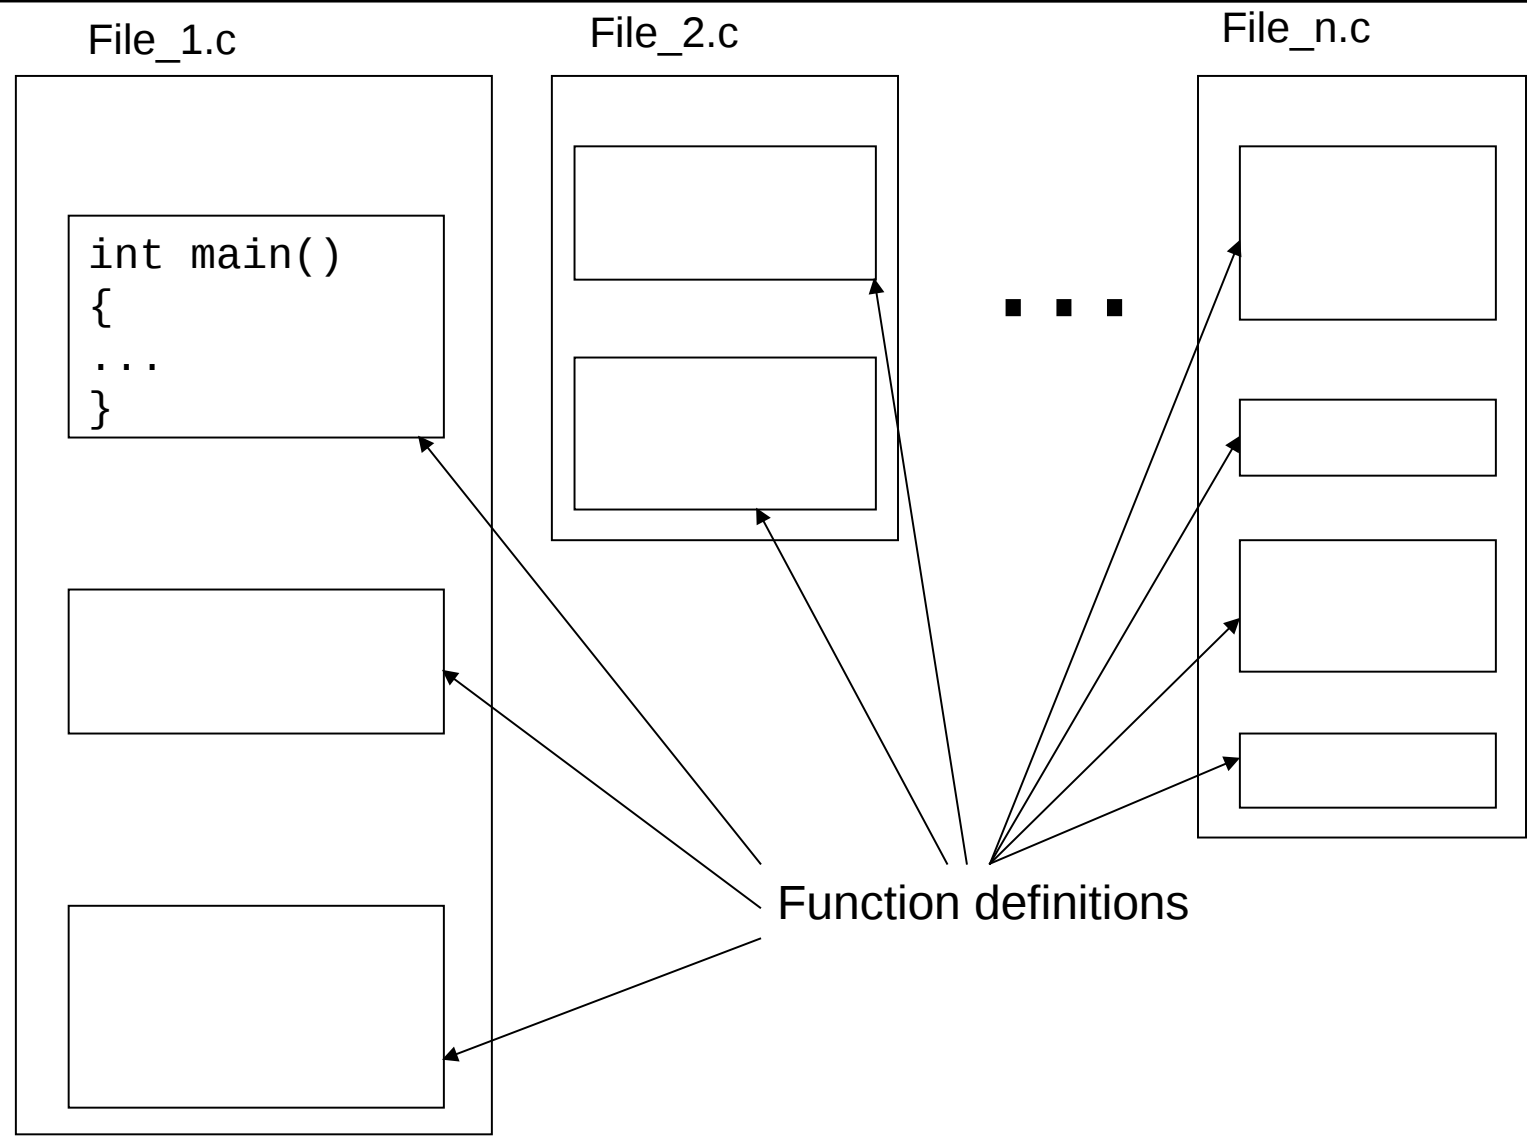 File_1.c
File_2.c
File_n.c
int main()
{
...
}
...
Function definitions